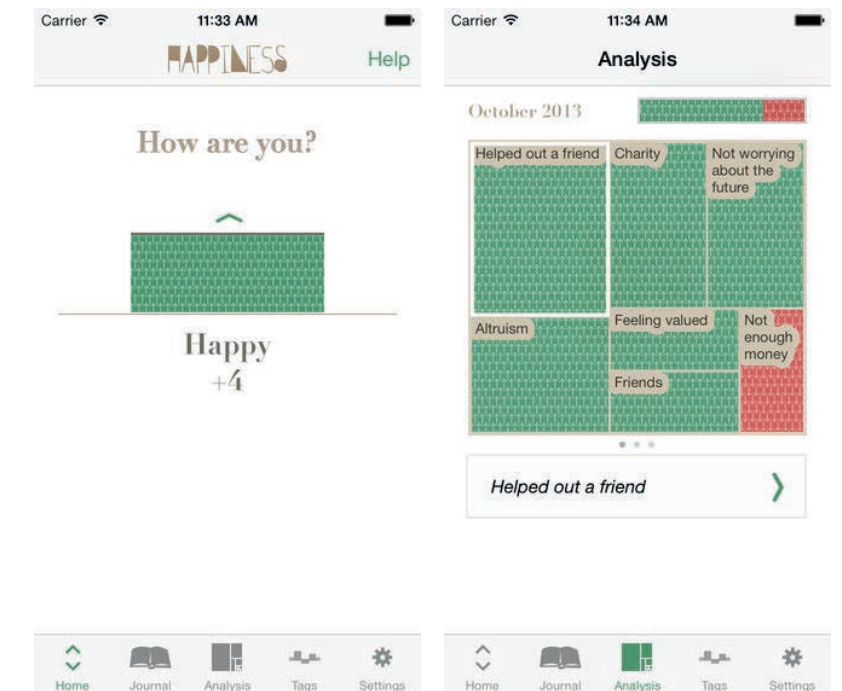 Carrier 11:33 AM
HAPPINESS Help
How are you?
Happy
+4
Home Journal Analysis Tags Settings
Carrier 11:34 AM
Analysis
October 2013
Helped out a friend
Charity
Not worrying
about the
future
Altruism
Feeling valued
Friends
Not
enough
money
Helped out a friend
Home Journal Analysis Tags Settings